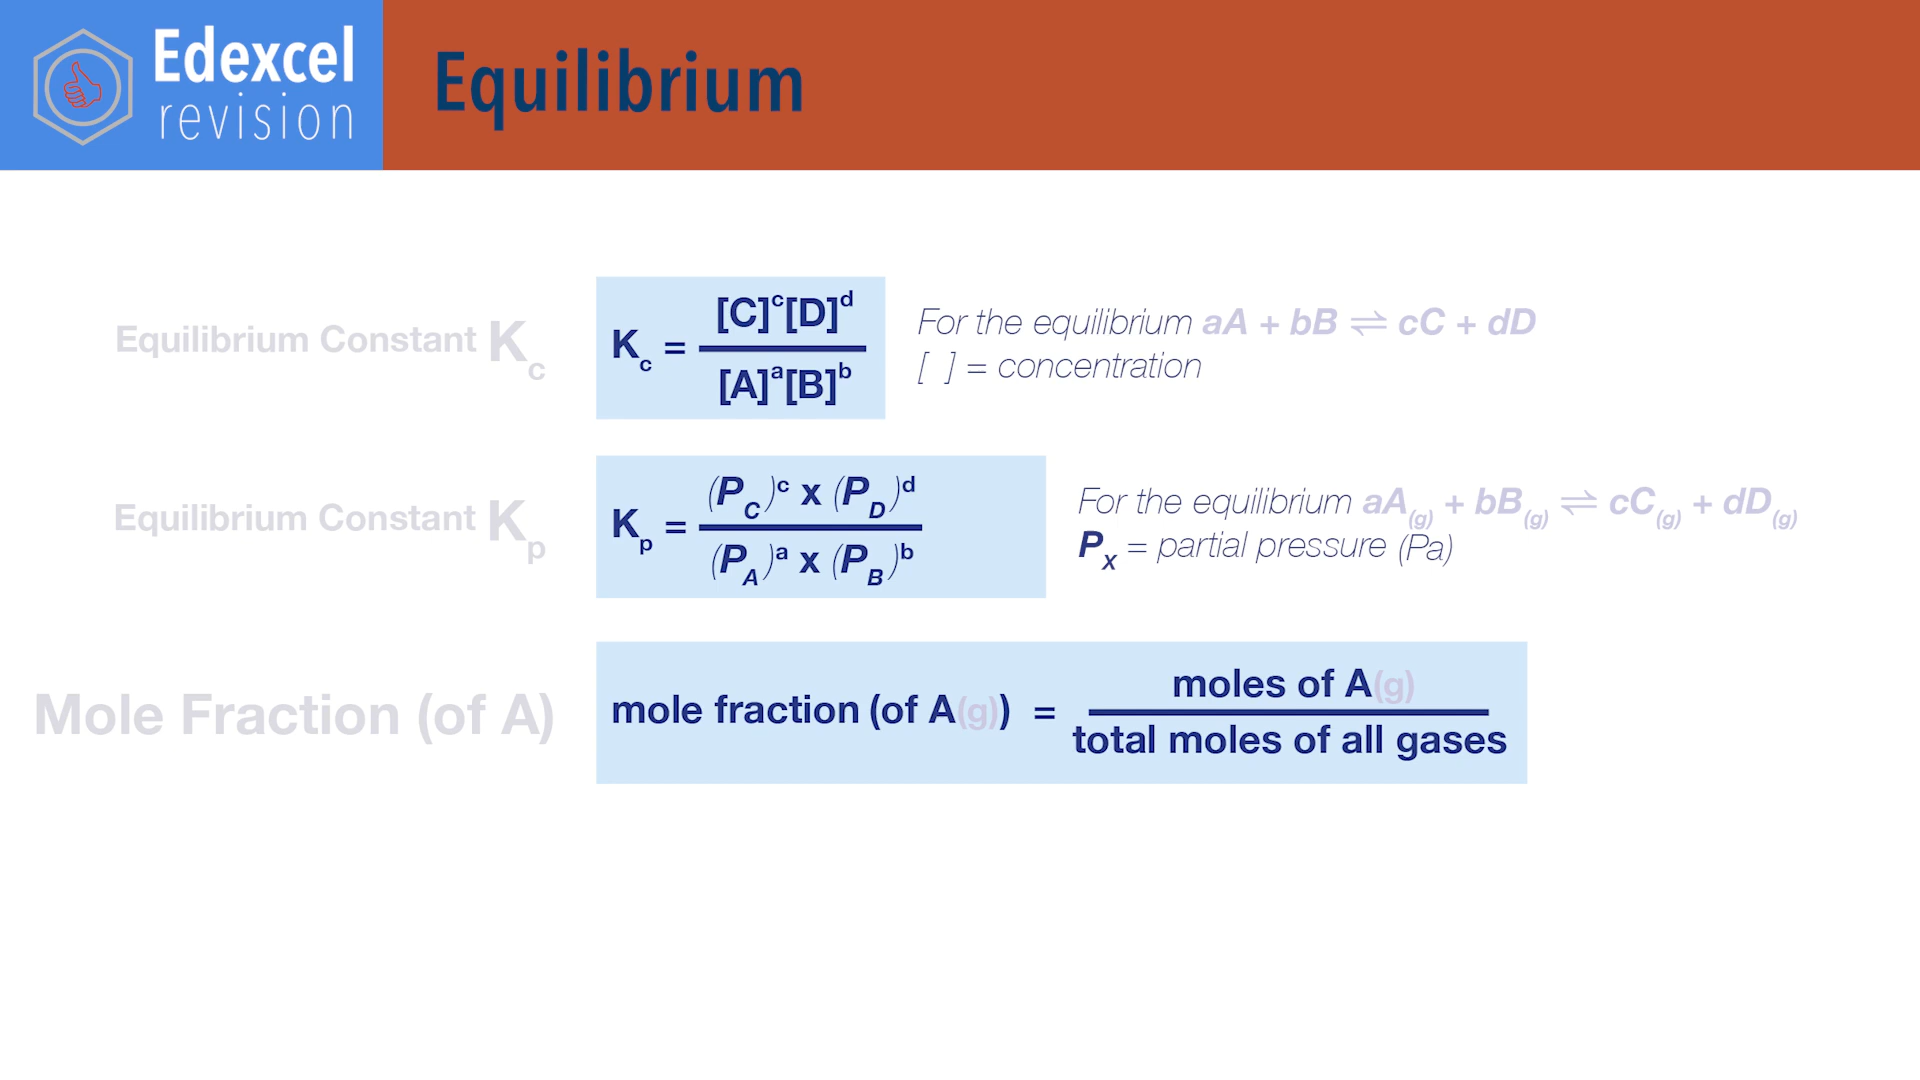 Edexcel
revision
Equilibrium
Equilibrium Constant Kc
Kc = [C]ᶜ[D]ᵈ
[A]ᵃ[B]ᵇ
For the equilibrium aA + bB ⇌ cC + dD
[ ] = concentration
Equilibrium Constant Kp
Kp = (PC)ᶜ x (PD)ᵈ
(PA)ᵃ x (PB)ᵇ
For the equilibrium aA(g) + bB(g) ⇌ cC(g) + dD(g)
PX = partial pressure (Pa)
Mole Fraction (of A)
mole fraction (of A(g)) = moles of A(g)
total moles of all gases